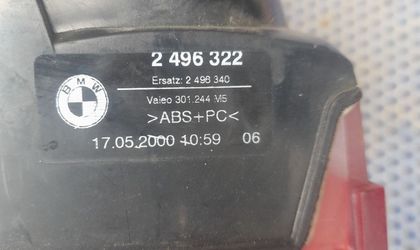 2 496 322
Ersatz: 2 496 340
BMW
Valeo 301.244 M5
>ABS+PC<
17.05.2000 10:59 06